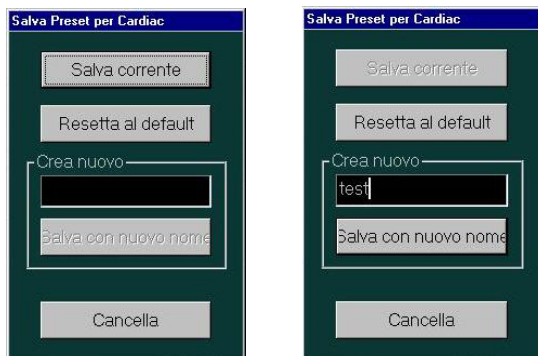 Salva Preset per Cardiac
Salva corrente
Resetta al default
Crea nuovo
Salva con nuovo nome
Cancella
Salva Preset per Cardiac
Salva corrente
Resetta al default
Crea nuovo
test
Salva con nuovo nome
Cancella